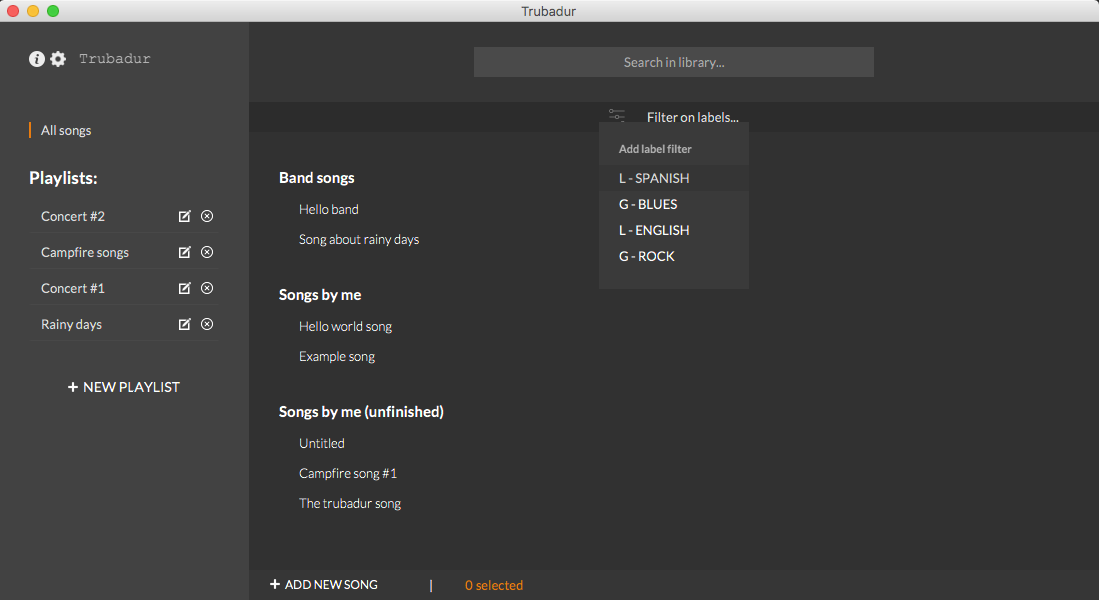 Trubadur
Trubadur
All songs
Playlists:
Concert #2
Campfire songs
Concert #1
Rainy days
+ NEW PLAYLIST
Search in library...
Filter on labels...
Add label filter
L - SPANISH
G - BLUES
L - ENGLISH
G - ROCK
Band songs
Hello band
Song about rainy days
Songs by me
Hello world song
Example song
Songs by me (unfinished)
Untitled
Campfire song #1
The trubadur song
+ ADD NEW SONG | 0 selected